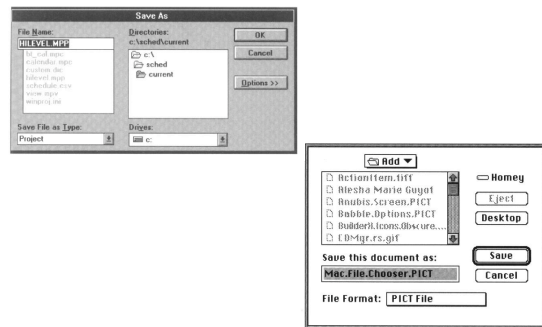 Save As
File Name:
HILEVEL.MPP
hi_cal.mpc
calendar.mpc
custom.dic
hilevel.mpp
schedule.csv
view.mpv
winproj.ini
Save File as Type:
Project
Directories:
c:\sched\current
c:\
sched
current
Drives:
c:
OK
Cancel
Options >>
Add
ActionItem.tiff
Alesha Marie Guyot
Anubis.Screen.PICT
Babble.Options.PICT
BuilderX.Icons.Obscure....
EDMgr.rs.gif
Save this document as:
Mac.File.Chooser.PICT
File Format: PICT File
Homey
Eject
Desktop
Save
Cancel